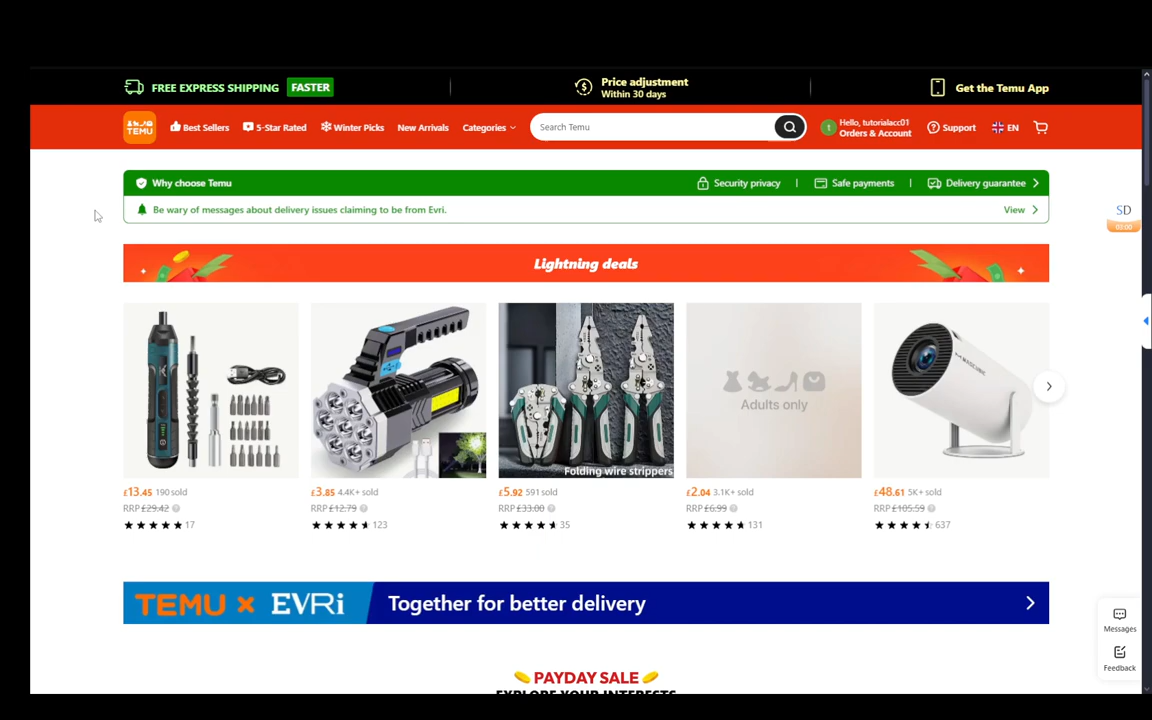 FREE EXPRESS SHIPPING FASTER
Price adjustment
Within 30 days
Get the Temu App
TEMU
Best Sellers
5-Star Rated
Winter Picks
New Arrivals
Categories
Search Temu
1
Hello, tutorialacc01
Orders & Account
Support
EN
Why choose Temu
Security privacy
Safe payments
Delivery guarantee
Be wary of messages about delivery issues claiming to be from Evri.
View
SD
03:00
Lightning deals
Folding wire strippers
Adults only
£13.45 190 sold
RRP £29.42
17
£3.85 4.4K+ sold
RRP £12.79
123
£5.92 591 sold
RRP £33.00
35
£2.04 3.1K+ sold
RRP £6.99
131
£48.61 5K+ sold
RRP £105.59
637
TEMU × EVRi
Together for better delivery
Messages
Feedback
PAYDAY SALE
EXPLORE YOUR INTERESTS